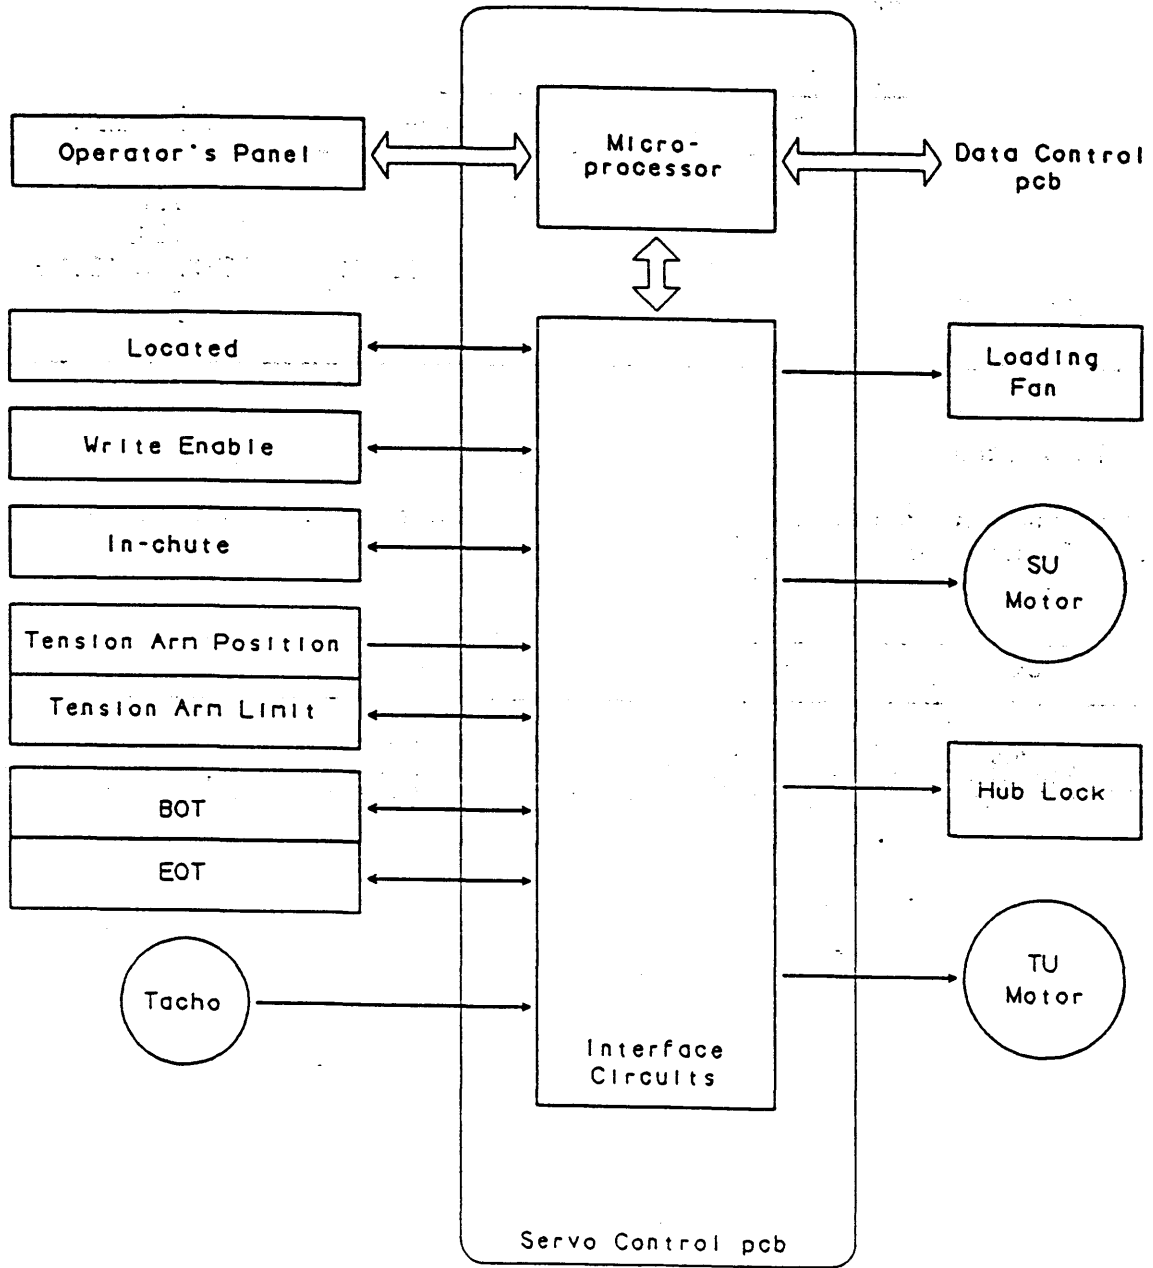 Operator's Panel
Micro-
processor
Data Control
pcb
Located
Write Enable
In-chute
Tension Arm Position
Tension Arm Limit
BOT
EOT
Tacho
Loading
Fan
SU
Motor
Hub Lock
TU
Motor
Interface
Circuits
Servo Control pcb